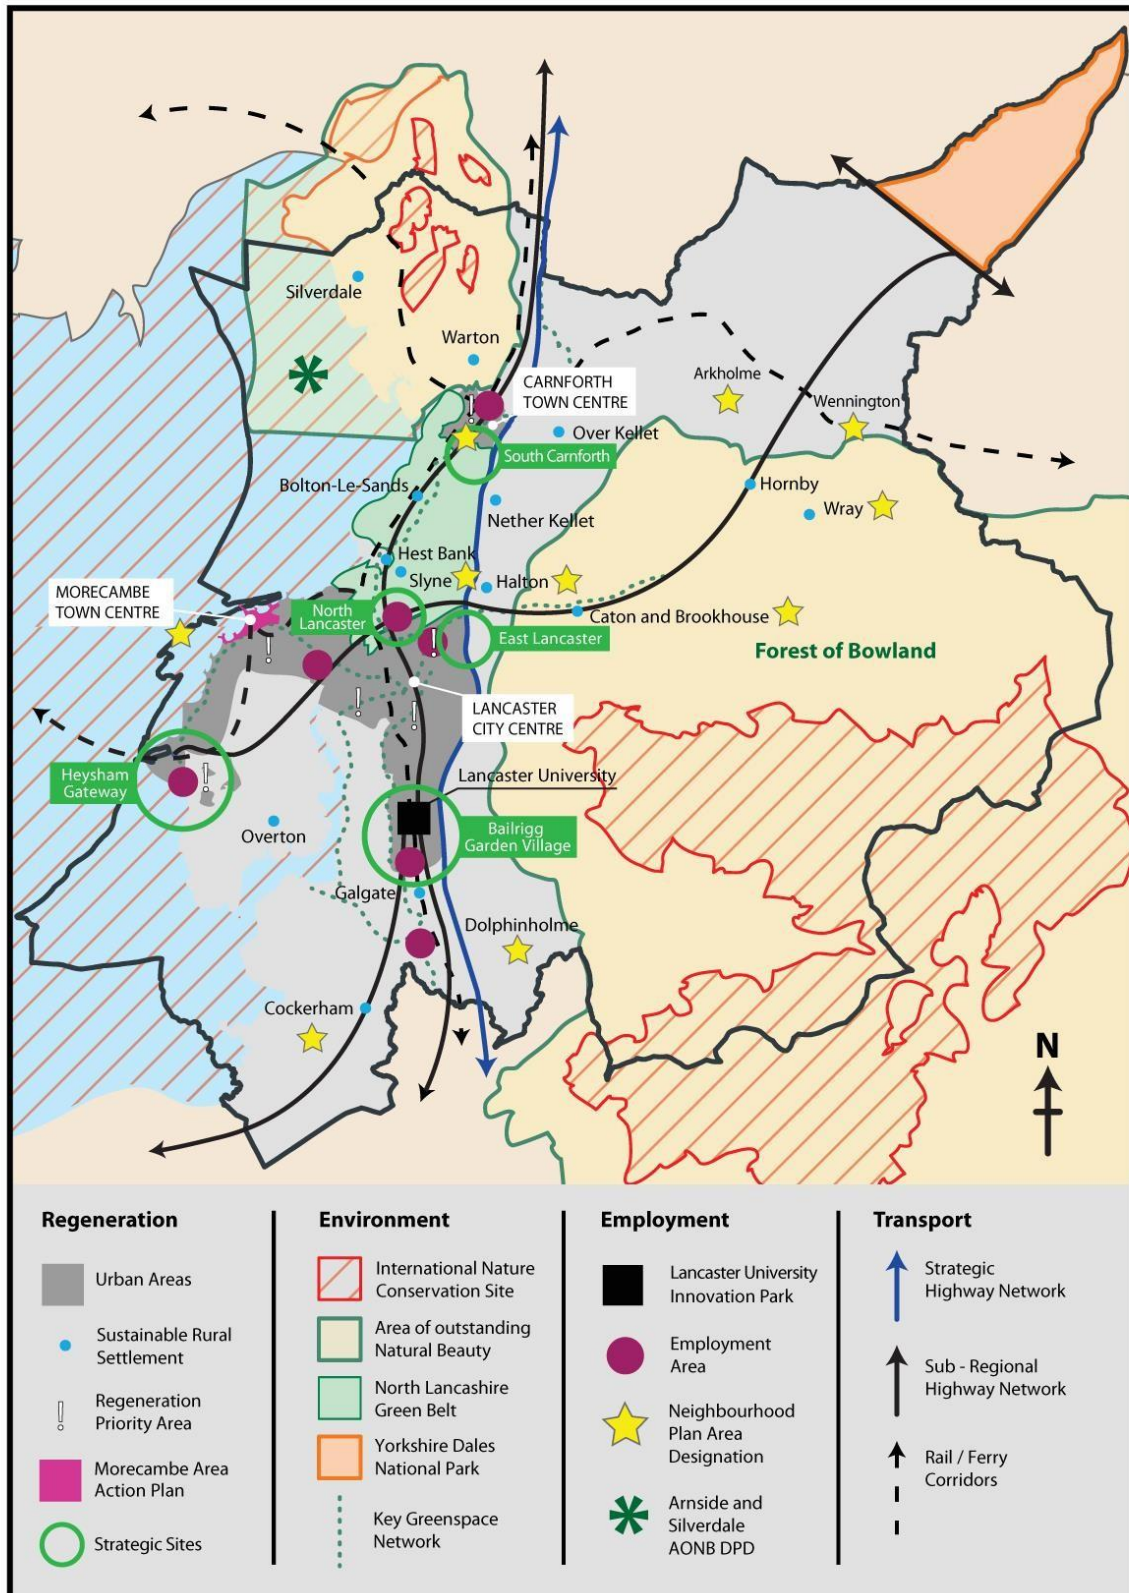 Silverdale
Warton
CARNFORTH
TOWN CENTRE
Arkholme
Wennington
Over Kellet
South Carnforth
Bolton-Le-Sands
Hornby
Wray
Nether Kellet
Hest Bank
Slyne
Halton
MORECAMBE
TOWN CENTRE
North
Lancaster
Caton and Brookhouse
East Lancaster
Forest of Bowland
LANCASTER
CITY CENTRE
Heysham
Gateway
Lancaster University
Overton
Bailrigg
Garden Village
Galgate
Dolphinholme
Cockerham
N
Regeneration
Urban Areas
Sustainable Rural
Settlement
Regeneration
Priority Area
Morecambe Area
Action Plan
Strategic Sites
Environment
International Nature
Conservation Site
Area of outstanding
Natural Beauty
North Lancashire
Green Belt
Yorkshire Dales
National Park
Key Greenspace
Network
Employment
Lancaster University
Innovation Park
Employment
Area
Neighbourhood
Plan Area
Designation
Arnside and
Silverdale
AONB DPD
Transport
Strategic
Highway Network
Sub - Regional
Highway Network
Rail / Ferry
Corridors